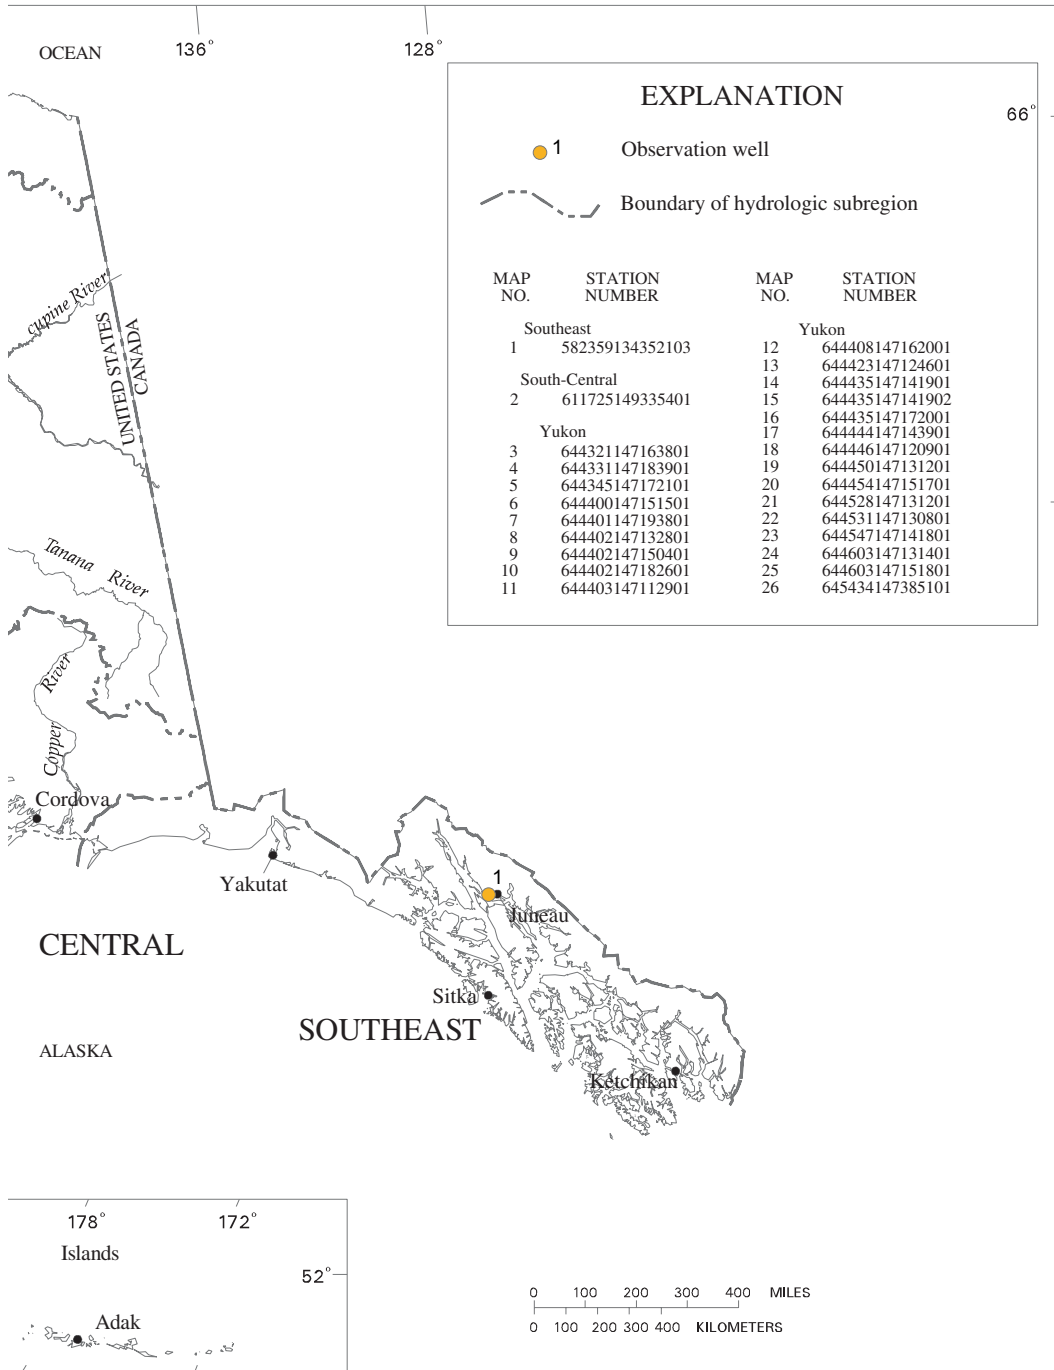 136°
128°
OCEAN
66°
EXPLANATION
1
Observation well
Boundary of hydrologic subregion
MAP NO.
STATION NUMBER
MAP NO.
STATION NUMBER
Southeast
1 582359134352103
South-Central
2 611725149335401
Yukon
3 644321147163801
4 644331147183901
5 644345147172101
6 644400147151501
7 644401147193801
8 644402147132801
9 644402147150401
10 644402147182601
11 644403147112901
Yukon
12 644408147162001
13 644423147124601
14 644435147141901
15 644435147141902
16 644435147172001
17 644444147143901
18 644446147120901
19 644450147131201
20 644454147151701
21 644528147131201
22 644531147130801
23 644547147141801
24 644603147131401
25 644603147151801
26 645434147385101
cupine River
UNITED STATES
CANADA
Tanana River
Copper River
Cordova
Yakutat
1
Juneau
CENTRAL
Sitka
SOUTHEAST
ALASKA
Ketchikan
178°
172°
Islands
52°
Adak
0 100 200 300 400 MILES
0 100 200 300 400 KILOMETERS